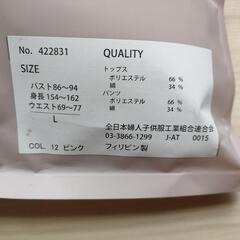 No. 422831 QUALITY
SIZE トップス
ポリエステル 66 %
バスト86～94 綿 34 %
身長154～162 パンツ
ウエスト69～77 ポリエステル 66 %
L 綿 34 %
全日本婦人子供服工業組合連合会
03-3866-1299 J-AT 0015
COL. 12 ピンク フィリピン製